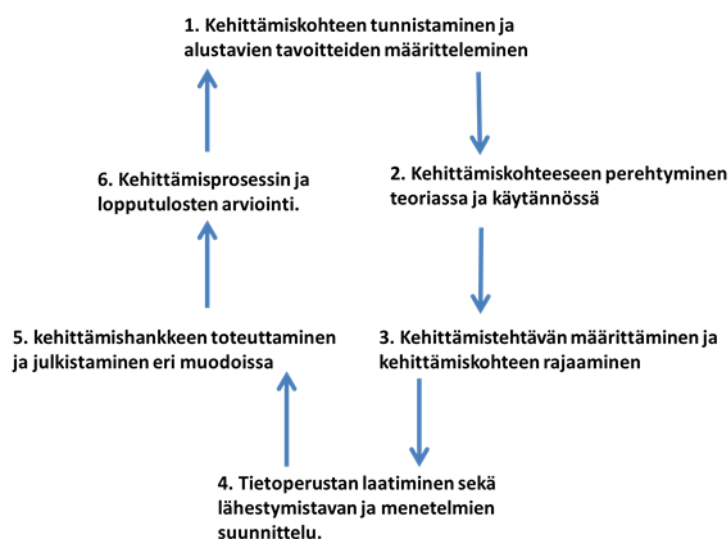 1. Kehittämiskohteen tunnistaminen ja
alustavien tavoitteiden määritteleminen
2. Kehittämiskohteeseen perehtyminen
teoriassa ja käytännössä
3. Kehittämistehtävän määrittäminen ja
kehittämiskohteen rajaaminen
4. Tietoperustan laatiminen sekä
lähestymistavan ja menetelmien
suunnittelu.
5. kehittämishankkeen toteuttaminen
ja julkistaminen eri muodoissa
6. Kehittämisprosessin ja
lopputulosten arviointi.